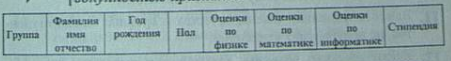 Группа
Фамилия
имя
отчество
Год
рождения
Пол
Оценки
по
физике
Оценки
по
математике
Оценки
по
информатике
Стипендия